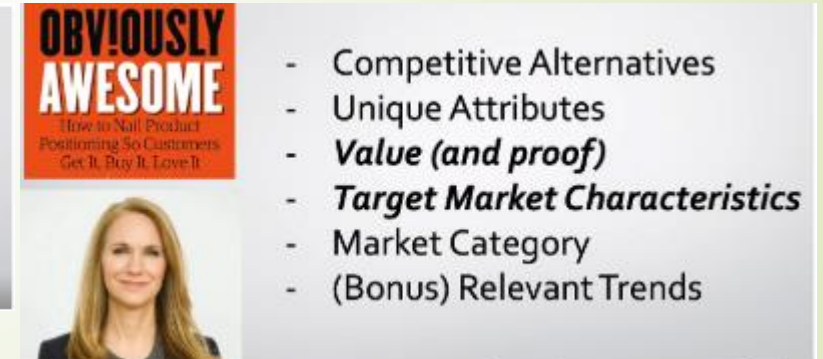 OBV!OUSLY
AWESOME
How to Nail Product
Positioning So Customers
Get It, Buy It, Love It
- Competitive Alternatives
- Unique Attributes
- Value (and proof)
- Target Market Characteristics
- Market Category
- (Bonus) Relevant Trends